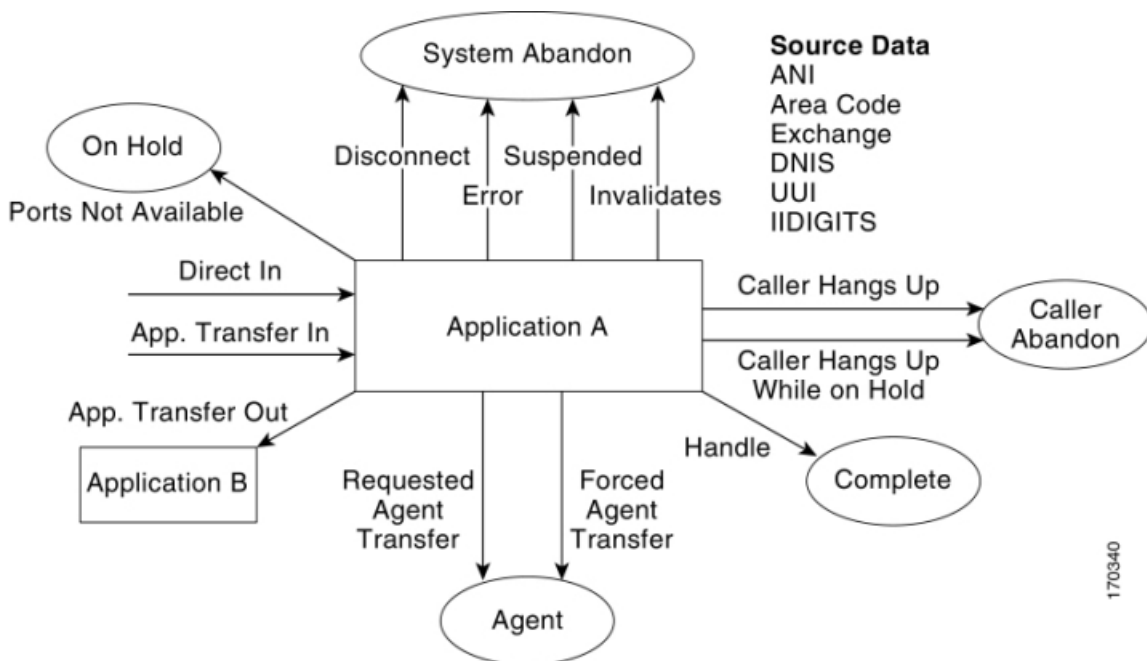 System Abandon
Source Data
ANI
Area Code
Exchange
DNIS
UUI
IIDIGITS
On Hold
Disconnect
Suspended
Error
Invalidates
Ports Not Available
Direct In
App. Transfer In
Application A
Caller Hangs Up
Caller
Abandon
Caller Hangs Up
While on Hold
App. Transfer Out
Application B
Requested
Agent
Transfer
Forced
Agent
Transfer
Handle
Complete
Agent
170340